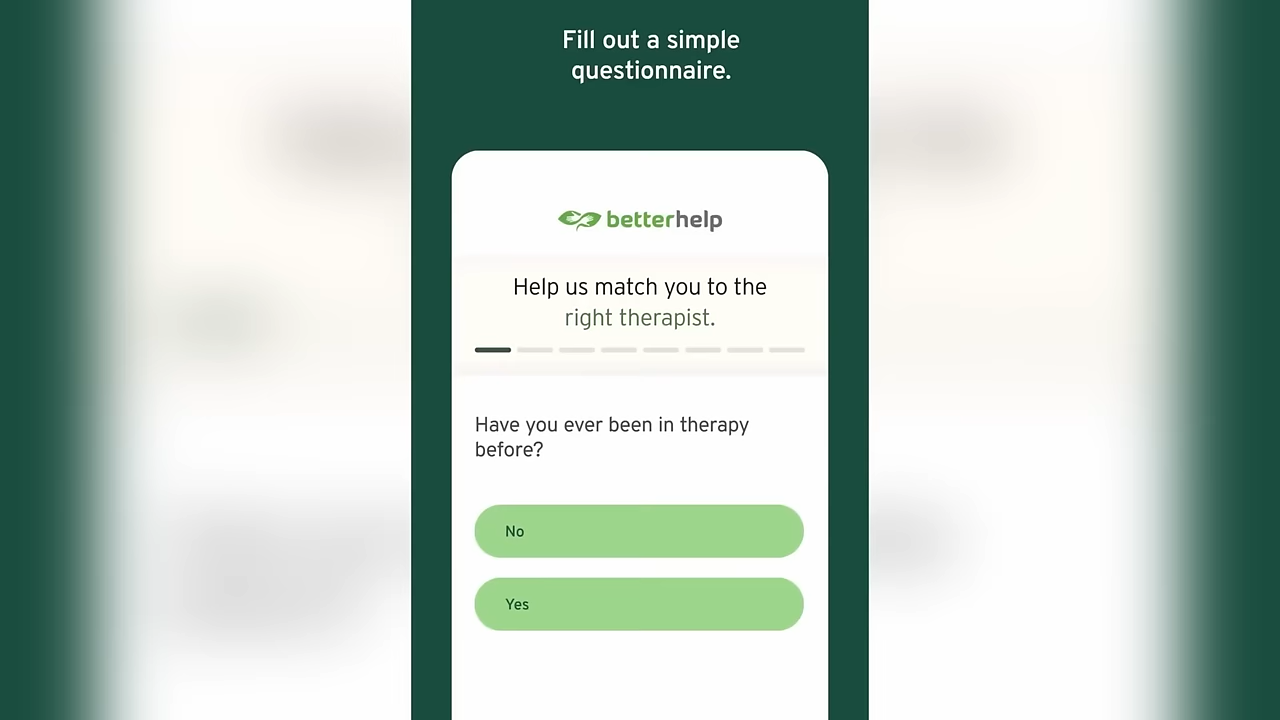 Fill out a simple
questionnaire.
betterhelp
Help us match you to the
right therapist.
Have you ever been in therapy
before?
No
Yes